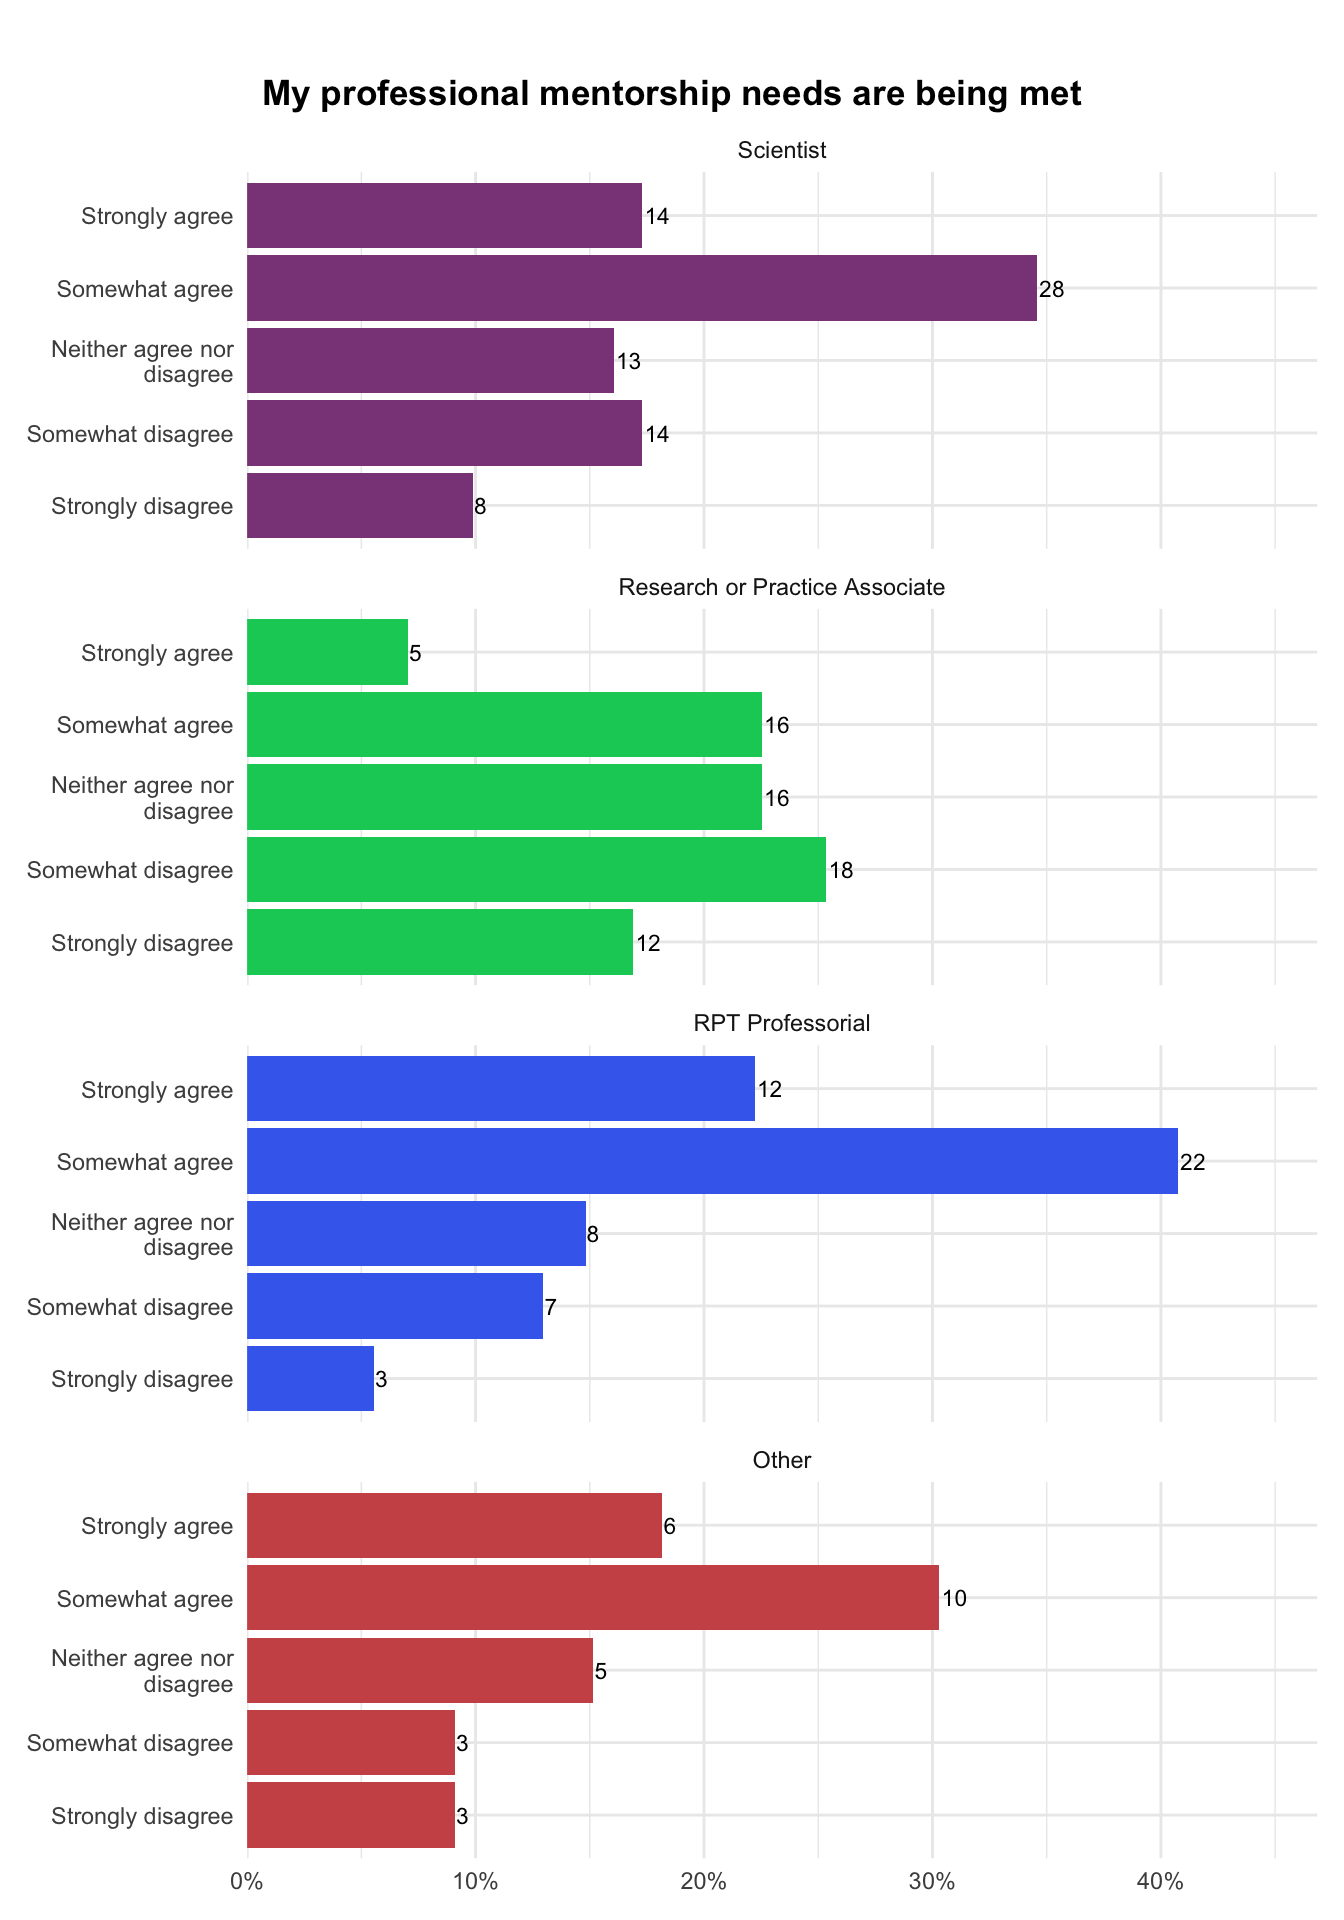 My professional mentorship needs are being met
Scientist
Strongly agree
14
Somewhat agree
28
Neither agree nor
disagree
13
Somewhat disagree
14
Strongly disagree
8
Research or Practice Associate
Strongly agree
5
Somewhat agree
16
Neither agree nor
disagree
16
Somewhat disagree
18
Strongly disagree
12
RPT Professorial
Strongly agree
12
Somewhat agree
22
Neither agree nor
disagree
8
Somewhat disagree
7
Strongly disagree
3
Other
Strongly agree
6
Somewhat agree
10
Neither agree nor
disagree
5
Somewhat disagree
3
Strongly disagree
3
0% 10% 20% 30% 40%